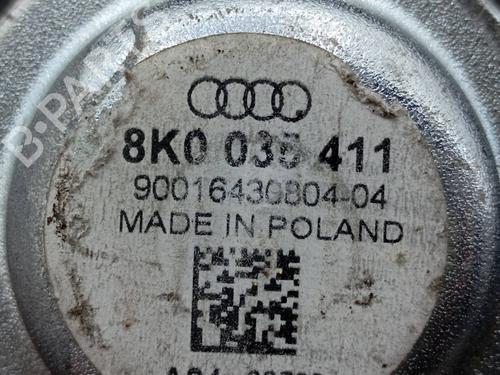 B-PARTS
8K0 035 411
90016430804-04
MADE IN POLAND